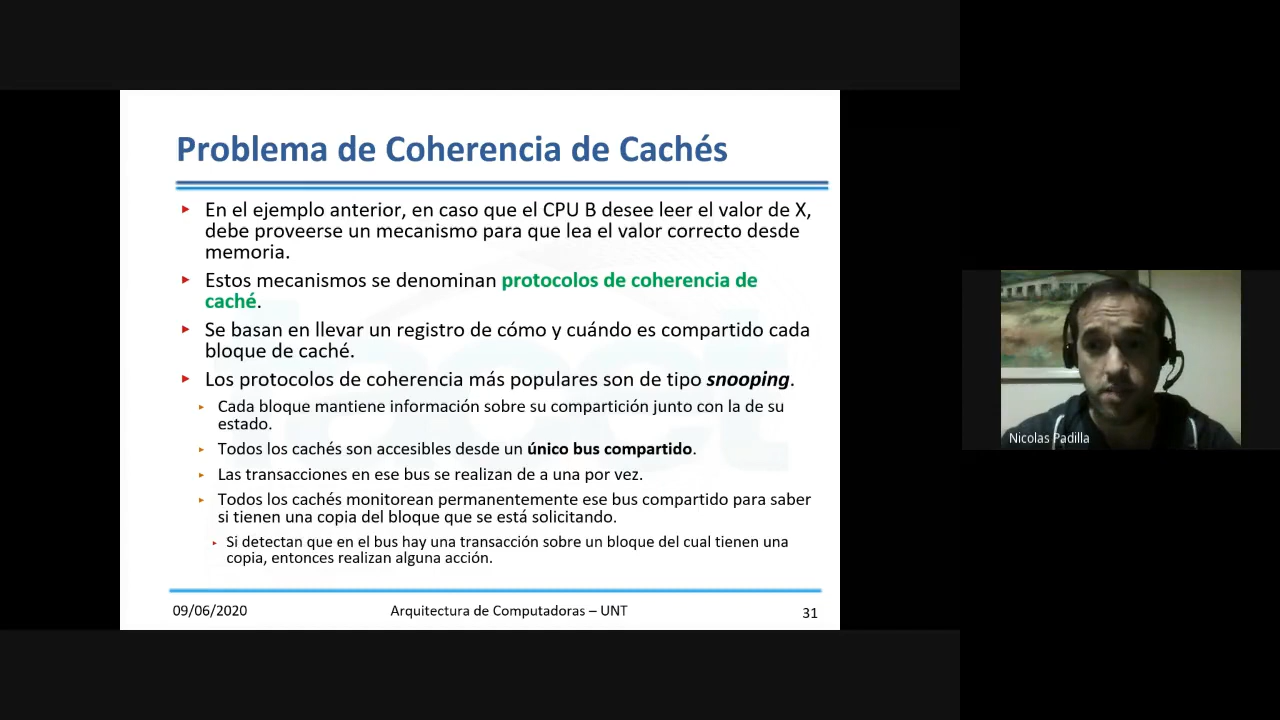 Problema de Coherencia de Cachés
En el ejemplo anterior, en caso que el CPU B desee leer el valor de X,
debe proveerse un mecanismo para que lea el valor correcto desde
memoria.
Estos mecanismos se denominan protocolos de coherencia de
caché.
Se basan en llevar un registro de cómo y cuándo es compartido cada
bloque de caché.
Los protocolos de coherencia más populares son de tipo snooping.
Cada bloque mantiene información sobre su compartición junto con la de su
estado.
Todos los cachés son accesibles desde un único bus compartido.
Las transacciones en ese bus se realizan de a una por vez.
Todos los cachés monitorean permanentemente ese bus compartido para saber
si tienen una copia del bloque que se está solicitando.
Si detectan que en el bus hay una transacción sobre un bloque del cual tienen una
copia, entonces realizan alguna acción.
09/06/2020
Arquitectura de Computadoras – UNT
31
Nicolas Padilla